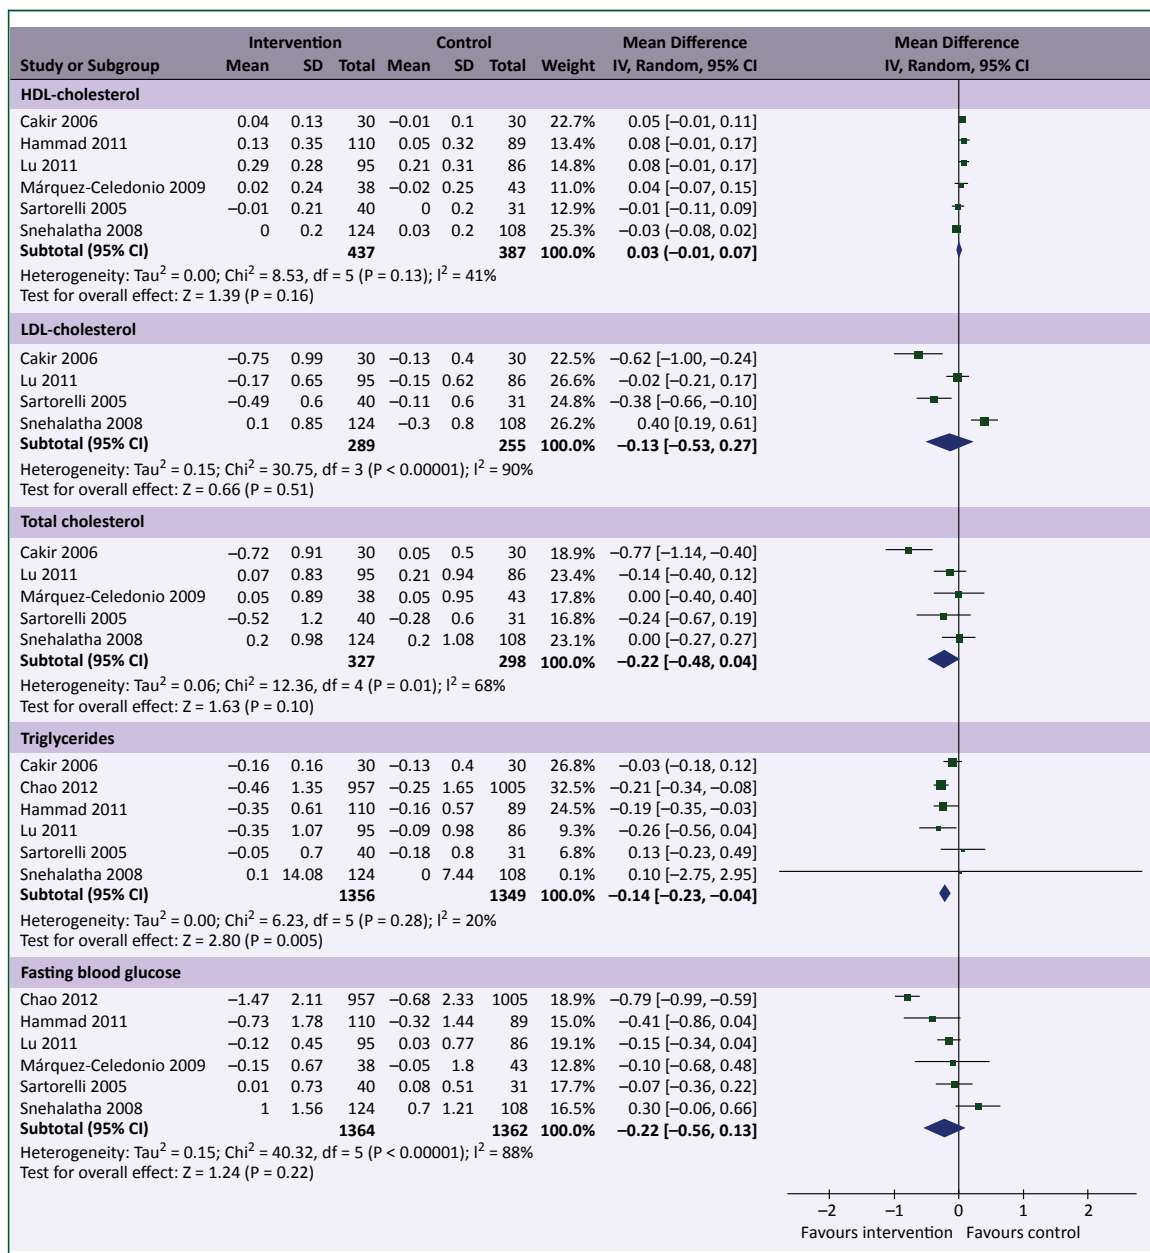 Intervention Control Mean Difference Mean Difference
Study or Subgroup Mean SD Total Mean SD Total Weight IV, Random, 95% CI IV, Random, 95% CI
HDL-cholesterol
Cakir 2006 0.04 0.13 30 –0.01 0.1 30 22.7% 0.05 [–0.01, 0.11]
Hammad 2011 0.13 0.35 110 0.05 0.32 89 13.4% 0.08 [–0.01, 0.17]
Lu 2011 0.29 0.28 95 0.21 0.31 86 14.8% 0.08 [–0.01, 0.17]
Márquez-Celedonio 2009 0.02 0.24 38 –0.02 0.25 43 11.0% 0.04 [–0.07, 0.15]
Sartorelli 2005 –0.01 0.21 40 0 0.2 31 12.9% –0.01 [–0.11, 0.09]
Snehalatha 2008 0 0.2 124 0.03 0.2 108 25.3% –0.03 (–0.08, 0.02]
Subtotal (95% CI) 437 387 100.0% 0.03 (–0.01, 0.07]
Heterogeneity: Tau² = 0.00; Chi² = 8.53, df = 5 (P = 0.13); I² = 41%
Test for overall effect: Z = 1.39 (P = 0.16)
LDL-cholesterol
Cakir 2006 –0.75 0.99 30 –0.13 0.4 30 22.5% –0.62 [–1.00, –0.24]
Lu 2011 –0.17 0.65 95 –0.15 0.62 86 26.6% –0.02 [–0.21, 0.17]
Sartorelli 2005 –0.49 0.6 40 –0.11 0.6 31 24.8% –0.38 [–0.66, –0.10]
Snehalatha 2008 0.1 0.85 124 –0.3 0.8 108 26.2% 0.40 [0.19, 0.61]
Subtotal (95% CI) 289 255 100.0% –0.13 [–0.53, 0.27]
Heterogeneity: Tau² = 0.15; Chi² = 30.75, df = 3 (P < 0.00001); I² = 90%
Test for overall effect: Z = 0.66 (P = 0.51)
Total cholesterol
Cakir 2006 –0.72 0.91 30 0.05 0.5 30 18.9% –0.77 [–1.14, –0.40]
Lu 2011 0.07 0.83 95 0.21 0.94 86 23.4% –0.14 [–0.40, 0.12]
Márquez-Celedonio 2009 0.05 0.89 38 0.05 0.95 43 17.8% 0.00 [–0.40, 0.40]
Sartorelli 2005 –0.52 1.2 40 –0.28 0.6 31 16.8% –0.24 [–0.67, 0.19]
Snehalatha 2008 0.2 0.98 124 0.2 1.08 108 23.1% 0.00 [–0.27, 0.27]
Subtotal (95% CI) 327 298 100.0% –0.22 [–0.48, 0.04]
Heterogeneity: Tau² = 0.06; Chi² = 12.36, df = 4 (P = 0.01); I² = 68%
Test for overall effect: Z = 1.63 (P = 0.10)
Triglycerides
Cakir 2006 –0.16 0.16 30 –0.13 0.4 30 26.8% –0.03 (–0.18, 0.12]
Chao 2012 –0.46 1.35 957 –0.25 1.65 1005 32.5% –0.21 [–0.34, –0.08]
Hammad 2011 –0.35 0.61 110 –0.16 0.57 89 24.5% –0.19 [–0.35, –0.03]
Lu 2011 –0.35 1.07 95 –0.09 0.98 86 9.3% –0.26 [–0.56, 0.04]
Sartorelli 2005 –0.05 0.7 40 –0.18 0.8 31 6.8% 0.13 [–0.23, 0.49]
Snehalatha 2008 0.1 14.08 124 0 7.44 108 0.1% 0.10 [–2.75, 2.95]
Subtotal (95% CI) 1356 1349 100.0% –0.14 [–0.23, –0.04]
Heterogeneity: Tau² = 0.00; Chi² = 6.23, df = 5 (P = 0.28); I² = 20%
Test for overall effect: Z = 2.80 (P = 0.005)
Fasting blood glucose
Chao 2012 –1.47 2.11 957 –0.68 2.33 1005 18.9% –0.79 [–0.99, –0.59]
Hammad 2011 –0.73 1.78 110 –0.32 1.44 89 15.0% –0.41 [–0.86, 0.04]
Lu 2011 –0.12 0.45 95 0.03 0.77 86 19.1% –0.15 [–0.34, 0.04]
Márquez-Celedonio 2009 –0.15 0.67 38 –0.05 1.8 43 12.8% –0.10 [–0.68, 0.48]
Sartorelli 2005 0.01 0.73 40 0.08 0.51 31 17.7% –0.07 [–0.36, 0.22]
Snehalatha 2008 1 1.56 124 0.7 1.21 108 16.5% 0.30 [–0.06, 0.66]
Subtotal (95% CI) 1364 1362 100.0% –0.22 [–0.56, 0.13]
Heterogeneity: Tau² = 0.15; Chi² = 40.32, df = 5 (P < 0.00001); I² = 88%
Test for overall effect: Z = 1.24 (P = 0.22)
–2 –1 0 1 2
Favours intervention Favours control